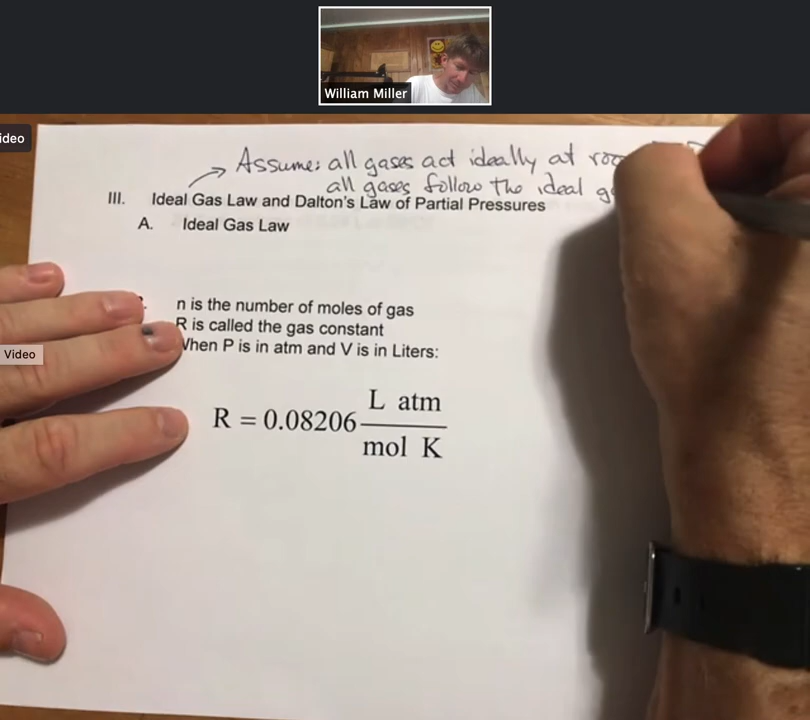 William Miller
ideo
Assume: all gases act ideally at
all gases follow the ideal
III. Ideal Gas Law and Dalton's Law of Partial Pressures
A. Ideal Gas Law
n is the number of moles of gas
R is called the gas constant
Video
When P is in atm and V is in Liters:
R = 0.08206 L atm
mol K